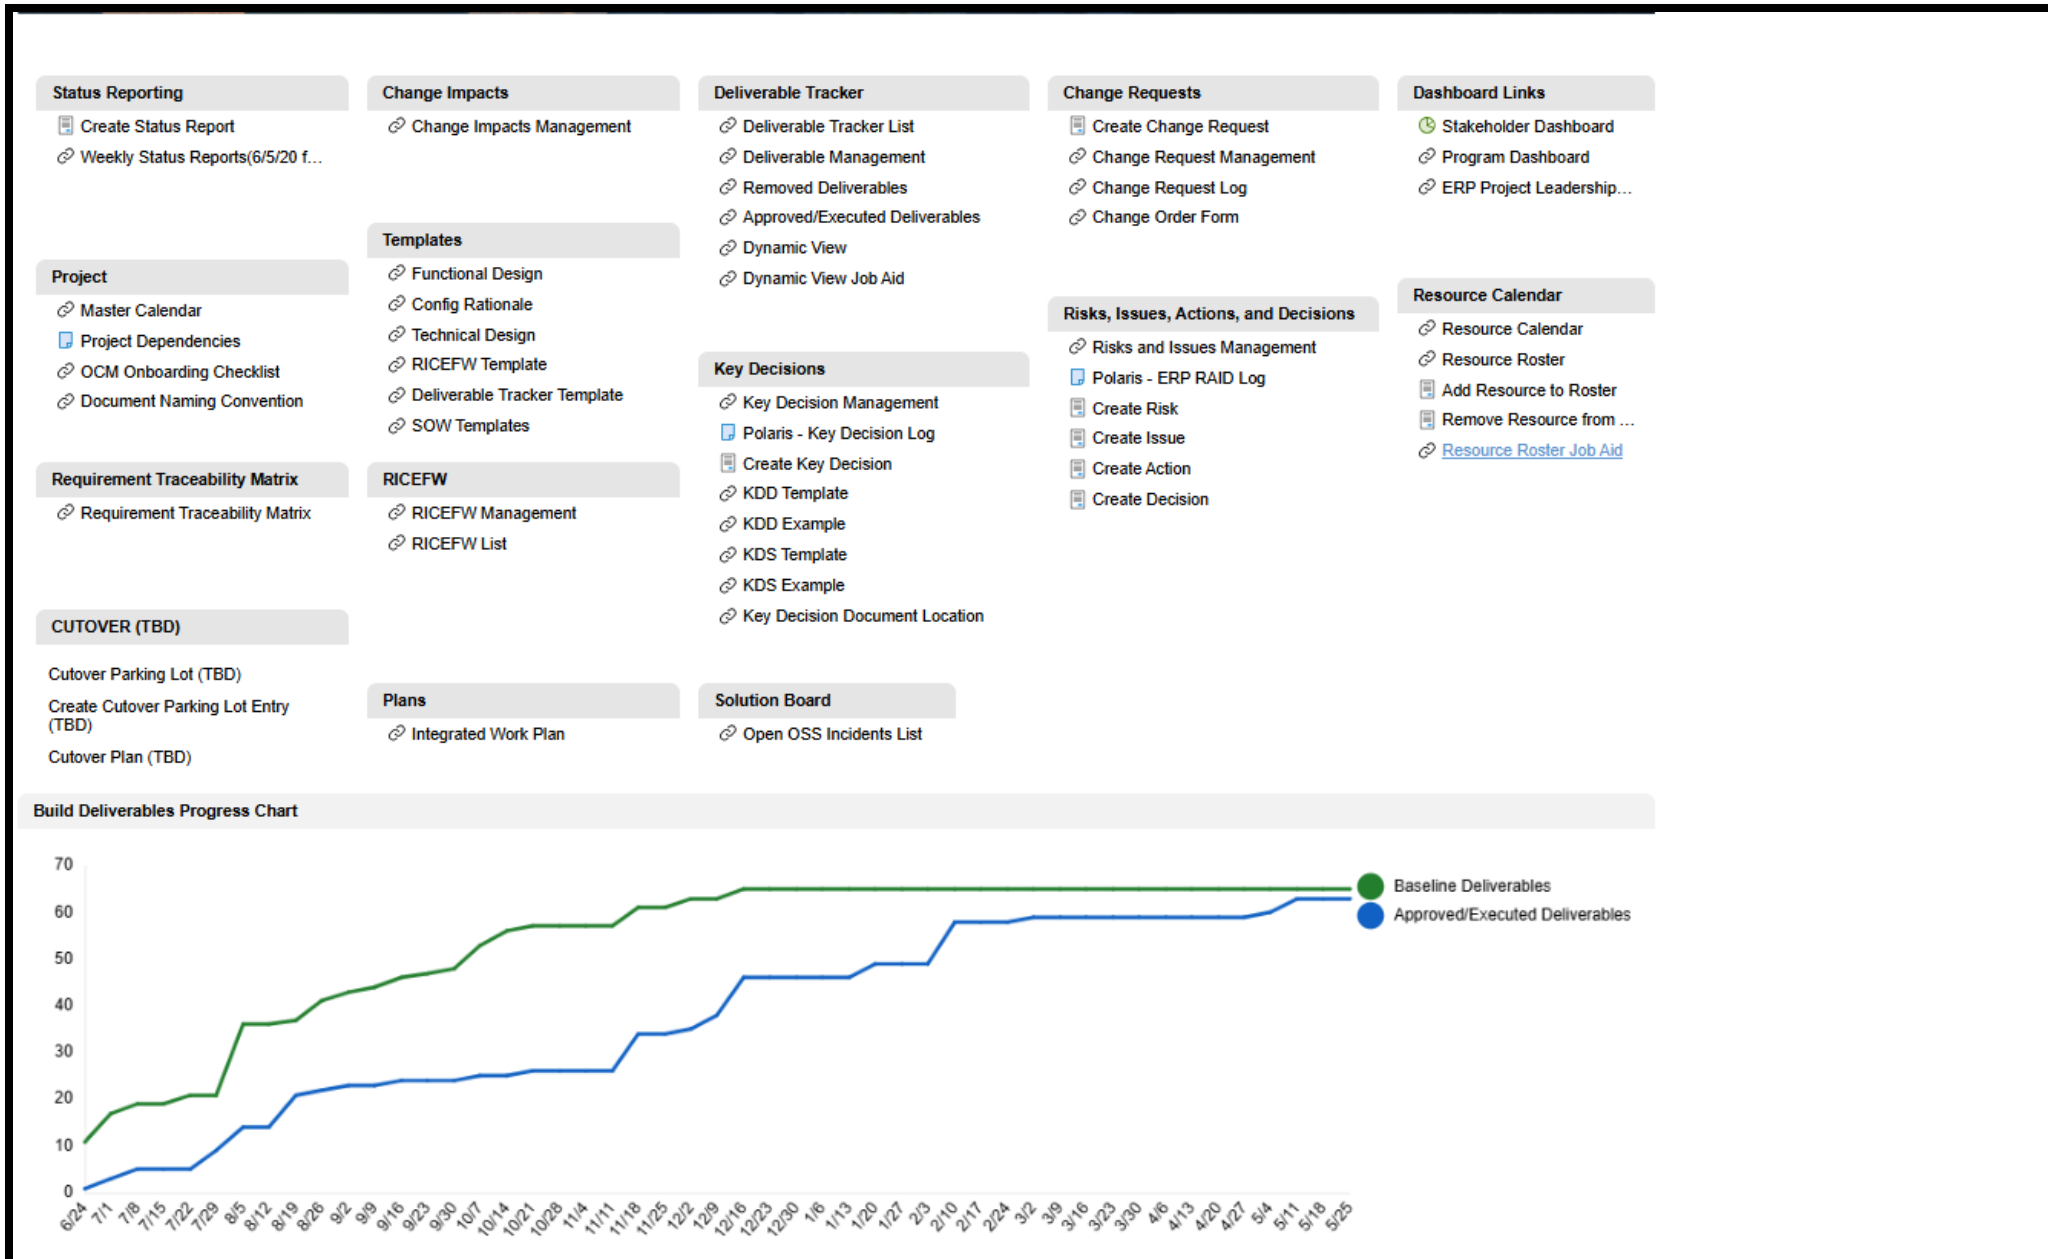 Status Reporting
Create Status Report
Weekly Status Reports(6/5/20 f...
Project
Master Calendar
Project Dependencies
OCM Onboarding Checklist
Document Naming Convention
Requirement Traceability Matrix
Requirement Traceability Matrix
CUTOVER (TBD)
Cutover Parking Lot (TBD)
Create Cutover Parking Lot Entry
(TBD)
Cutover Plan (TBD)
Change Impacts
Change Impacts Management
Templates
Functional Design
Config Rationale
Technical Design
RICEFW Template
Deliverable Tracker Template
SOW Templates
RICEFW
RICEFW Management
RICEFW List
Plans
Integrated Work Plan
Deliverable Tracker
Deliverable Tracker List
Deliverable Management
Removed Deliverables
Approved/Executed Deliverables
Dynamic View
Dynamic View Job Aid
Key Decisions
Key Decision Management
Polaris - Key Decision Log
Create Key Decision
KDD Template
KDD Example
KDS Template
KDS Example
Key Decision Document Location
Solution Board
Open OSS Incidents List
Change Requests
Create Change Request
Change Request Management
Change Request Log
Change Order Form
Risks, Issues, Actions, and Decisions
Risks and Issues Management
Polaris - ERP RAID Log
Create Risk
Create Issue
Create Action
Create Decision
Dashboard Links
Stakeholder Dashboard
Program Dashboard
ERP Project Leadership...
Resource Calendar
Resource Calendar
Resource Roster
Add Resource to Roster
Remove Resource from ...
Resource Roster Job Aid
Build Deliverables Progress Chart
70
60
50
40
30
20
10
0
6/24
7/1
7/8
7/15
7/22
7/29
8/5
8/12
8/19
8/26
9/2
9/9
9/16
9/23
9/30
10/7
10/14
10/21
10/28
11/4
11/11
11/18
11/25
12/2
12/9
12/16
12/23
12/30
1/6
1/13
1/20
1/27
2/3
2/10
2/17
2/24
3/2
3/9
3/16
3/23
3/30
4/6
4/13
4/20
4/27
5/4
5/11
5/18
5/25
Baseline Deliverables
Approved/Executed Deliverables